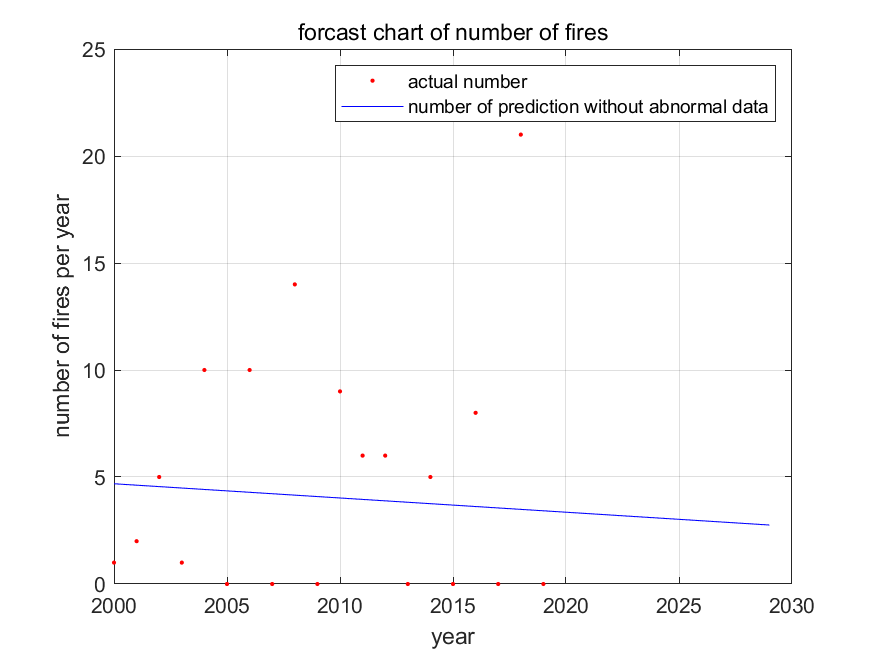 forcast chart of number of fires
actual number
number of prediction without abnormal data
number of fires per year
25
20
15
10
5
0
2000 2005 2010 2015 2020 2025 2030
year